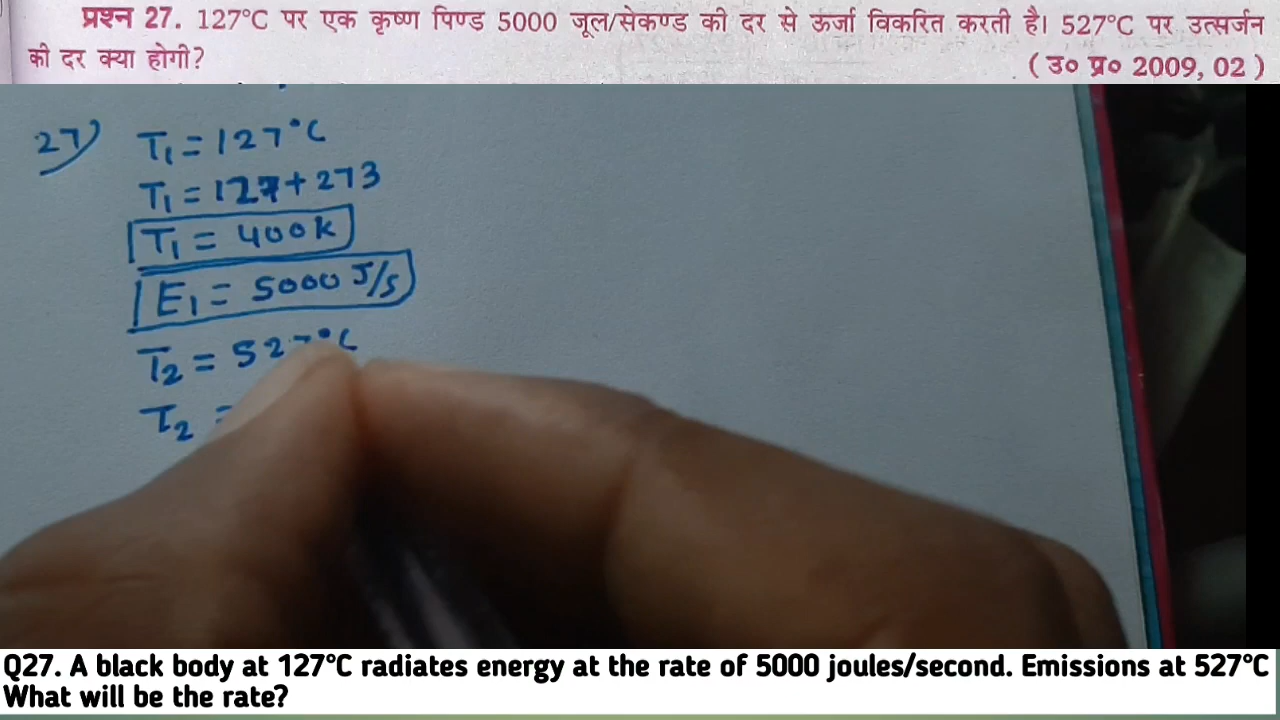 प्रश्न 27. 127°C पर एक कृष्ण पिण्ड 5000 जूल/सेकण्ड की दर से ऊर्जा विकरित करती है। 527°C पर उत्सर्जन
की दर क्या होगी?
( उ० प्र० 2009, 02 )
27) T₁ = 127°C
T₁ = 127 + 273
T₁ = 400k
E₁ = 5000 J/s
T₂ = 527°C
T₂ =
Q27. A black body at 127°C radiates energy at the rate of 5000 joules/second. Emissions at 527°C
What will be the rate?